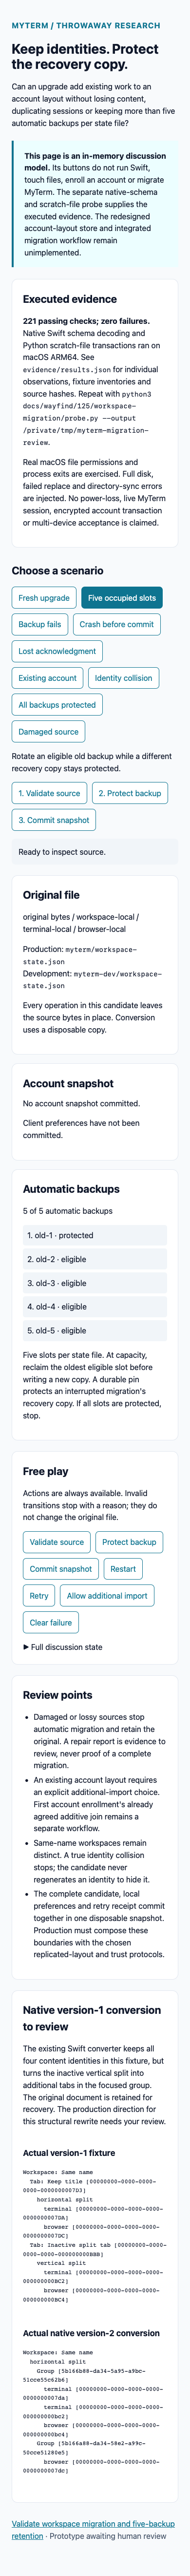 MYTERM / THROWAWAY RESEARCH
Keep identities. Protect
the recovery copy.
Can an upgrade add existing work to an
account layout without losing content,
duplicating sessions or keeping more than five
automatic backups per state file?
This page is an in-memory discussion
model. Its buttons do not run Swift,
touch files, enroll an account or migrate
MyTerm. The separate native-schema
and scratch-file probe supplies the
executed evidence. The redesigned
account-layout store and integrated
migration workflow remain
unimplemented.
Executed evidence
221 passing checks; zero failures.
Native Swift schema decoding and
Python scratch-file transactions ran on
macOS ARM64. See
evidence/results.json for individual
observations, fixture inventories and
source hashes. Repeat with python3
docs/wayfind/125/workspace-
migration/probe.py --output
/private/tmp/myterm-migration-
review.
Real macOS file permissions and
process exits are exercised. Full disk,
failed replace and directory-sync errors
are injected. No power-loss, live MyTerm
session, encrypted account transaction
or multi-device acceptance is claimed.
Choose a scenario
Fresh upgrade
Five occupied slots
Backup fails
Crash before commit
Lost acknowledgment
Existing account
Identity collision
All backups protected
Damaged source
Rotate an eligible old backup while a different
recovery copy stays protected.
1. Validate source
2. Protect backup
3. Commit snapshot
Ready to inspect source.
Original file
original bytes / workspace-local /
terminal-local / browser-local
Production: myterm/workspace-
state.json
Development: myterm-dev/workspace-
state.json
Every operation in this candidate leaves
the source bytes in place. Conversion
uses a disposable copy.
Account snapshot
No account snapshot committed.
Client preferences have not been
committed.
Automatic backups
5 of 5 automatic backups
1. old-1 · protected
2. old-2 · eligible
3. old-3 · eligible
4. old-4 · eligible
5. old-5 · eligible
Five slots per state file. At capacity,
reclaim the oldest eligible slot before
writing a new copy. A durable pin
protects an interrupted migration's
recovery copy. If all slots are protected,
stop.
Free play
Actions are always available. Invalid
transitions stop with a reason; they do
not change the original file.
Validate source
Protect backup
Commit snapshot
Restart
Retry
Allow additional import
Clear failure
▶ Full discussion state
Review points
• Damaged or lossy sources stop
automatic migration and retain the
original. A repair report is evidence to
review, never proof of a complete
migration.
• An existing account layout requires
an explicit additional-import choice.
First account enrollment's already
agreed additive join remains a
separate workflow.
• Same-name workspaces remain
distinct. A true identity collision
stops; the candidate never
regenerates an identity to hide it.
• The complete candidate, local
preferences and retry receipt commit
together in one disposable snapshot.
Production must compose these
boundaries with the chosen
replicated-layout and trust protocols.
Native version-1 conversion
to review
The existing Swift converter keeps all
four content identities in this fixture, but
turns the inactive vertical split into
additional tabs in the focused group.
The original document is retained for
recovery. The production direction for
this structural rewrite needs your review.
Actual version-1 fixture
Workspace: Same name
Tab: Keep title [00000000-0000-0000-
0000-0000000007D3]
horizontal split
terminal [00000000-0000-0000-0000-
0000000007DA]
browser [00000000-0000-0000-0000-
0000000007DC]
Tab: Inactive split tab [00000000-0000-
0000-0000-000000000BBB]
vertical split
terminal [00000000-0000-0000-0000-
000000000BC2]
browser [00000000-0000-0000-0000-
000000000BC4]
Actual native version-2 conversion
Workspace: Same name
horizontal split
terminal [00000000-0000-0000-0000-
0000000007da]
terminal [00000000-0000-0000-0000-
000000000bc2]
browser [00000000-0000-0000-0000-
000000000bc4]
browser [00000000-0000-0000-0000-
0000000007dc]
Validate workspace migration and five-backup
retention · Prototype awaiting human review